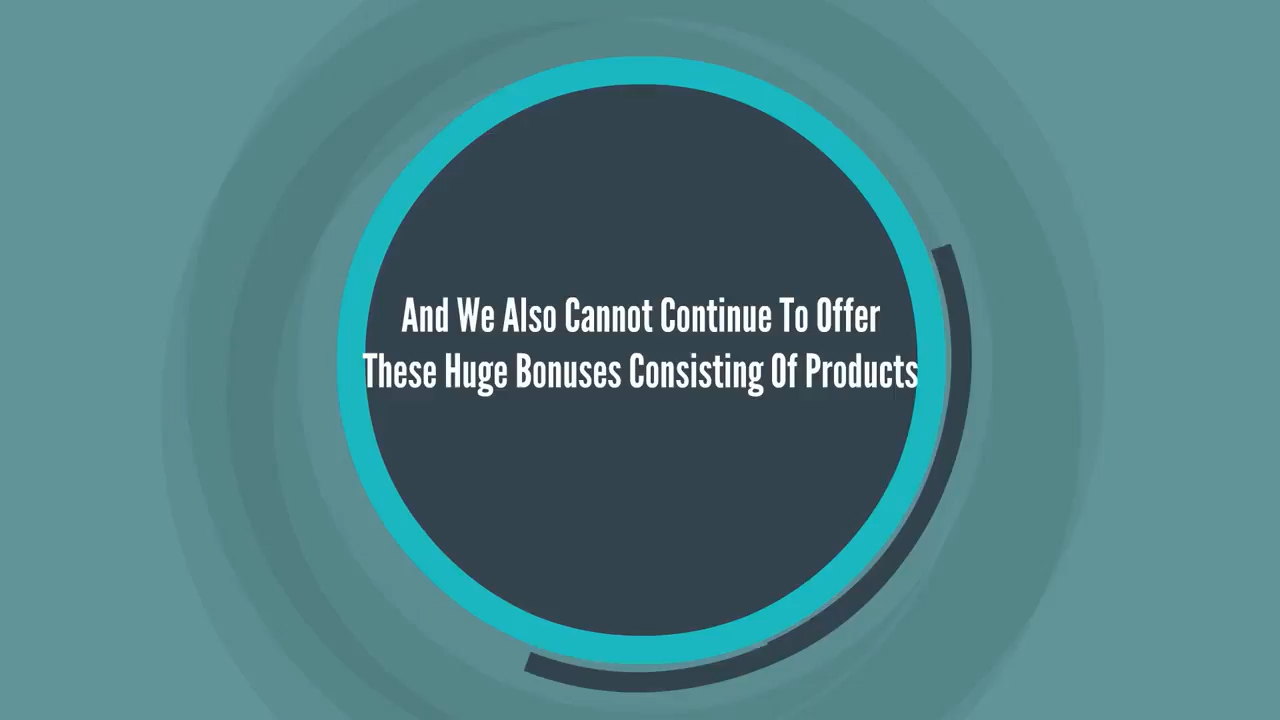 And We Also Cannot Continue To Offer
These Huge Bonuses Consisting Of Products